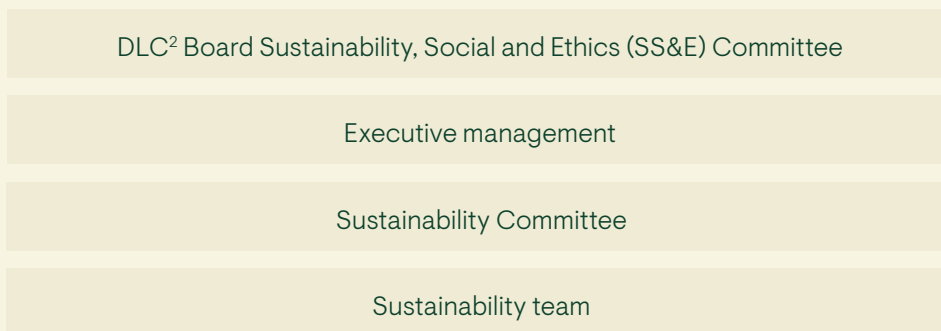 DLC² Board Sustainability, Social and Ethics (SS&E) Committee
Executive management
Sustainability Committee
Sustainability team